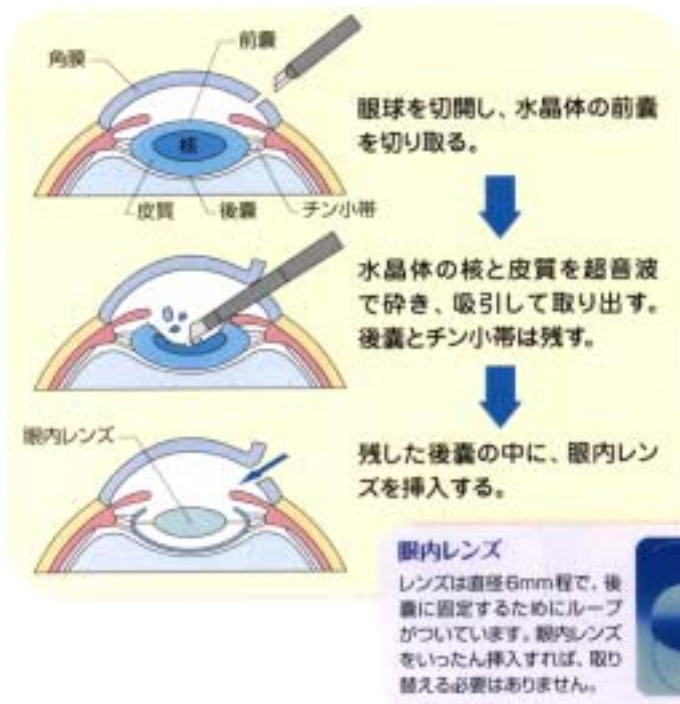 角膜
前嚢
核
皮質
後嚢
チン小帯
眼球を切開し、水晶体の前嚢
を切り取る。
水晶体の核と皮質を超音波
で砕き、吸引して取り出す。
後嚢とチン小帯は残す。
眼内レンズ
残した後嚢の中に、眼内レン
ズを挿入する。
眼内レンズ
レンズは直径6mm程で、後
嚢に固定するためにループ
がついています。眼内レンズ
をいったん挿入すれば、取り
替える必要はありません。